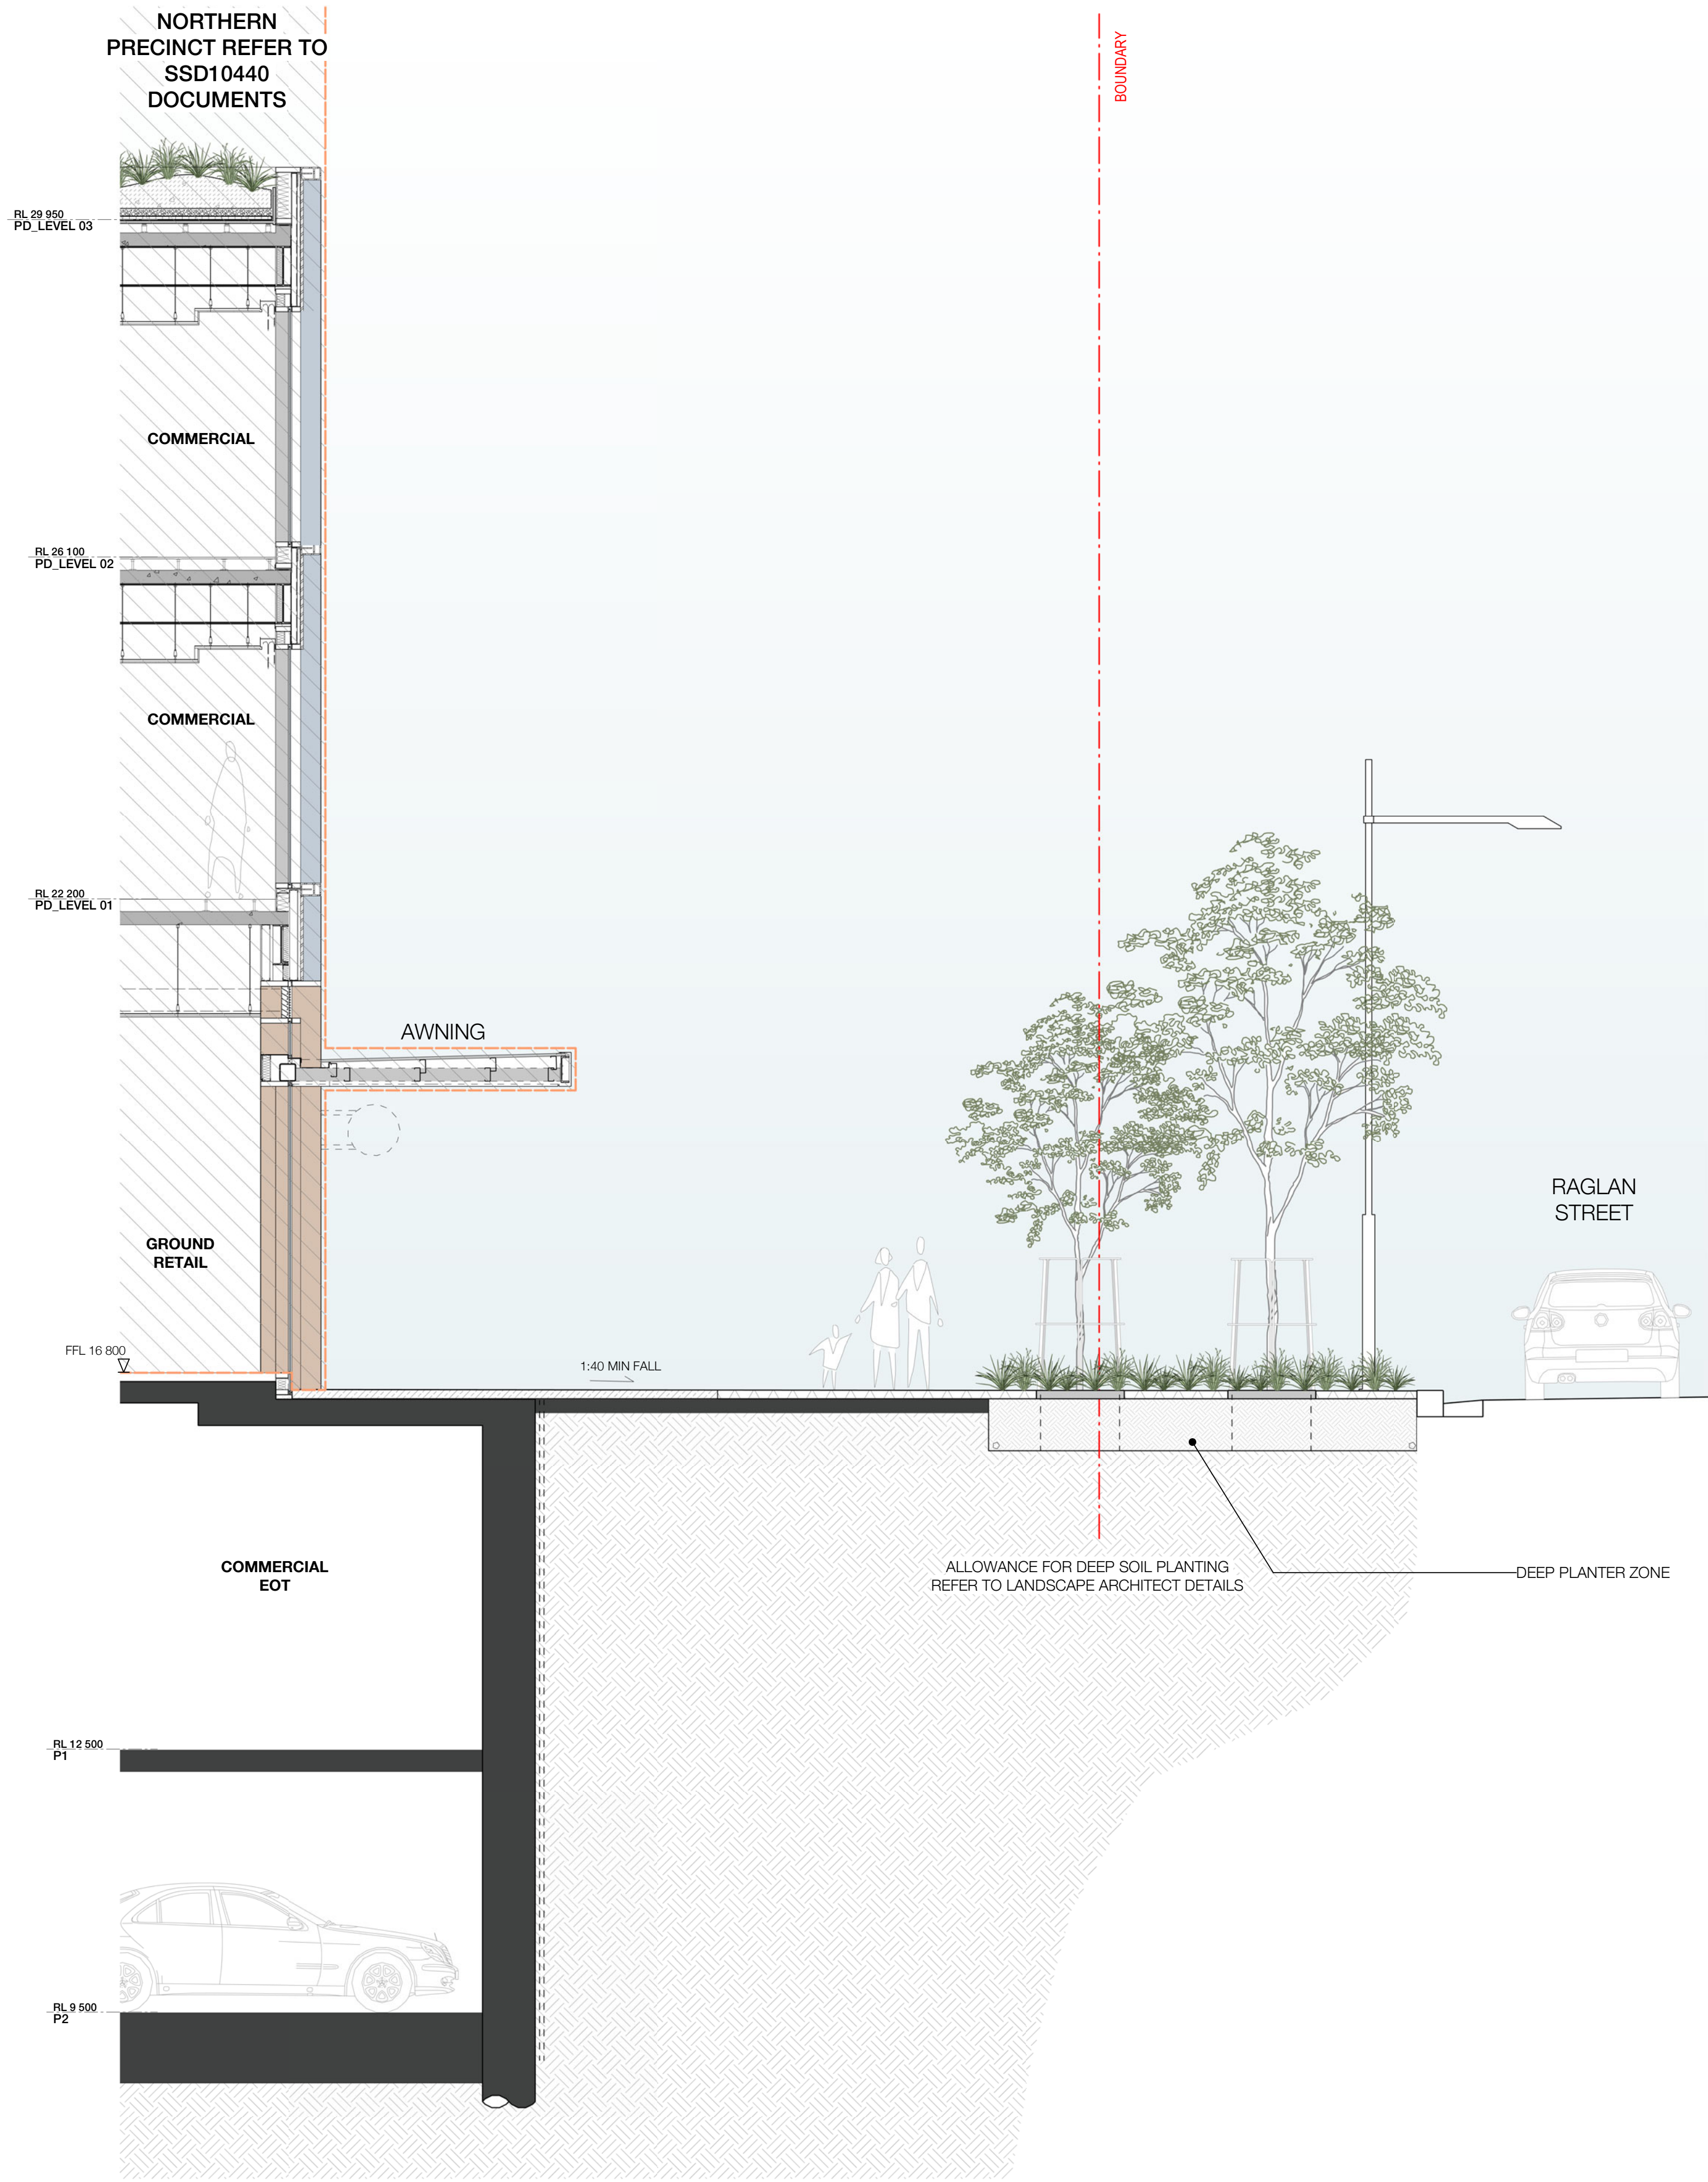 NORTHERN
PRECINCT REFER TO
SSD10440
DOCUMENTS
BOUNDARY
RL 29 950
PD_LEVEL 03
COMMERCIAL
RL 26 100
PD_LEVEL 02
COMMERCIAL
RL 22 200
PD_LEVEL 01
AWNING
RAGLAN
STREET
GROUND
RETAIL
FFL 16 800
1:40 MIN FALL
COMMERCIAL
EOT
ALLOWANCE FOR DEEP SOIL PLANTING
REFER TO LANDSCAPE ARCHITECT DETAILS
DEEP PLANTER ZONE
RL 12 500
P1
RL 9 500
P2